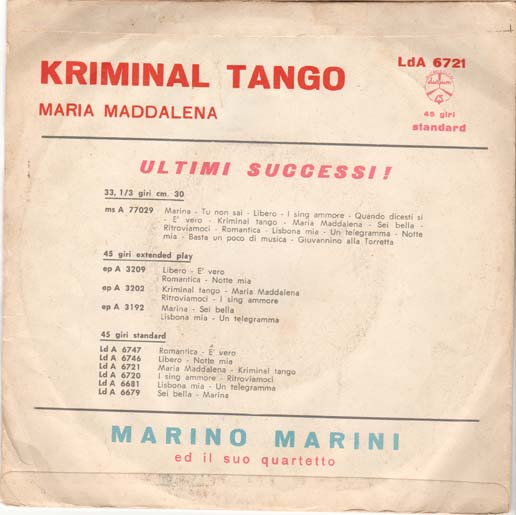 KRIMINAL TANGO
LdA 6721
MARIA MADDALENA
45 giri
standard
ULTIMI SUCCESSI!
33, 1/3 giri cm. 30
ms A 77029 Marina - Tu non sai - Libero - I sing ammore - Quando dicesti si
- E' vero - Kriminal tango - Maria Maddalena - Sei bella -
Ritroviamoci - Romantica - Lisbona mia - Un telegramma - Notte
mia - Basta un poco di musica - Giuvannino alla Torretta
45 giri extended play
ep A 3209 Libero - E' vero
Romantica - Notte mia
ep A 3202 Kriminal tango - Maria Maddalena
Ritroviamoci - I sing ammore
ep A 3192 Marina - Sei bella
Lisbona mia - Un telegramma
45 giri standard
Ld A 6747 Romantica - E' vero
Ld A 6746 Libero - Notte mia
Ld A 6721 Maria Maddalena - Kriminal tango
Ld A 6720 I sing ammore - Ritroviamoci
Ld A 6681 Lisbona mia - Un telegramma
Ld A 6679 Sei bella - Marina
MARINO MARINI
ed il suo quartetto